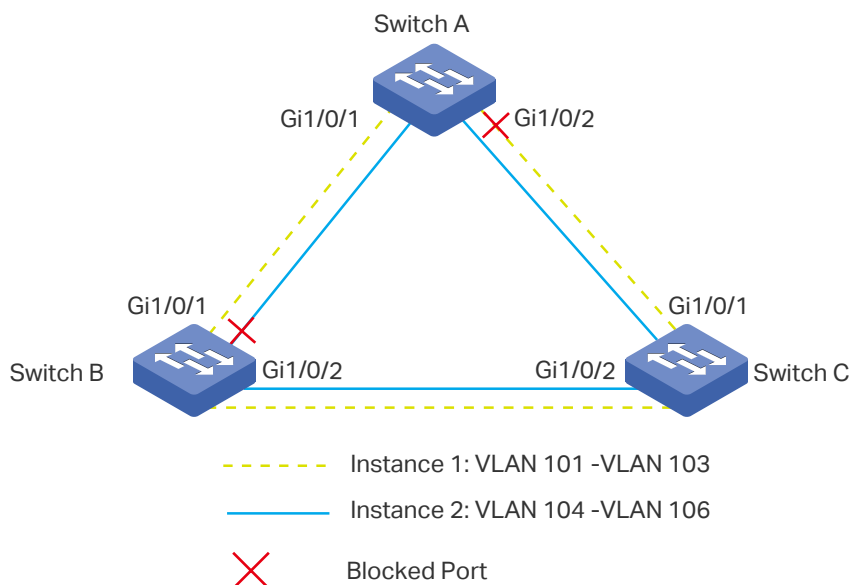 Switch A
Gi1/0/1
Gi1/0/2
Gi1/0/1
Gi1/0/1
Switch B
Gi1/0/2
Gi1/0/2
Switch C
Instance 1: VLAN 101 -VLAN 103
Instance 2: VLAN 104 -VLAN 106
Blocked Port